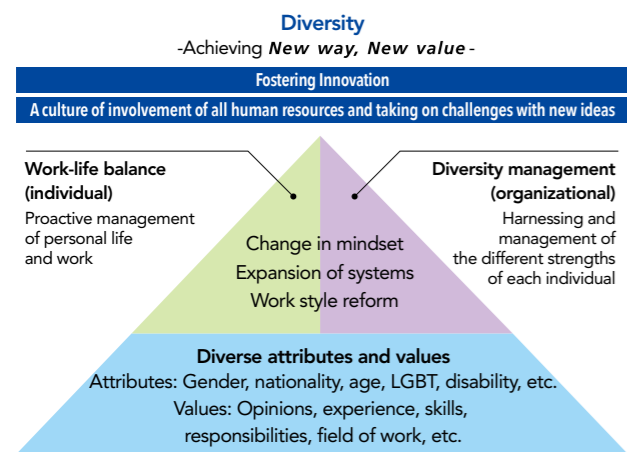 Diversity
-Achieving New way, New value-
Fostering Innovation
A culture of involvement of all human resources and taking on challenges with new ideas
Work-life balance
(individual)
Proactive management
of personal life
and work
Diversity management
(organizational)
Harnessing and
management of
the different strengths
of each individual
Change in mindset
Expansion of systems
Work style reform
Diverse attributes and values
Attributes: Gender, nationality, age, LGBT, disability, etc.
Values: Opinions, experience, skills,
responsibilities, field of work, etc.